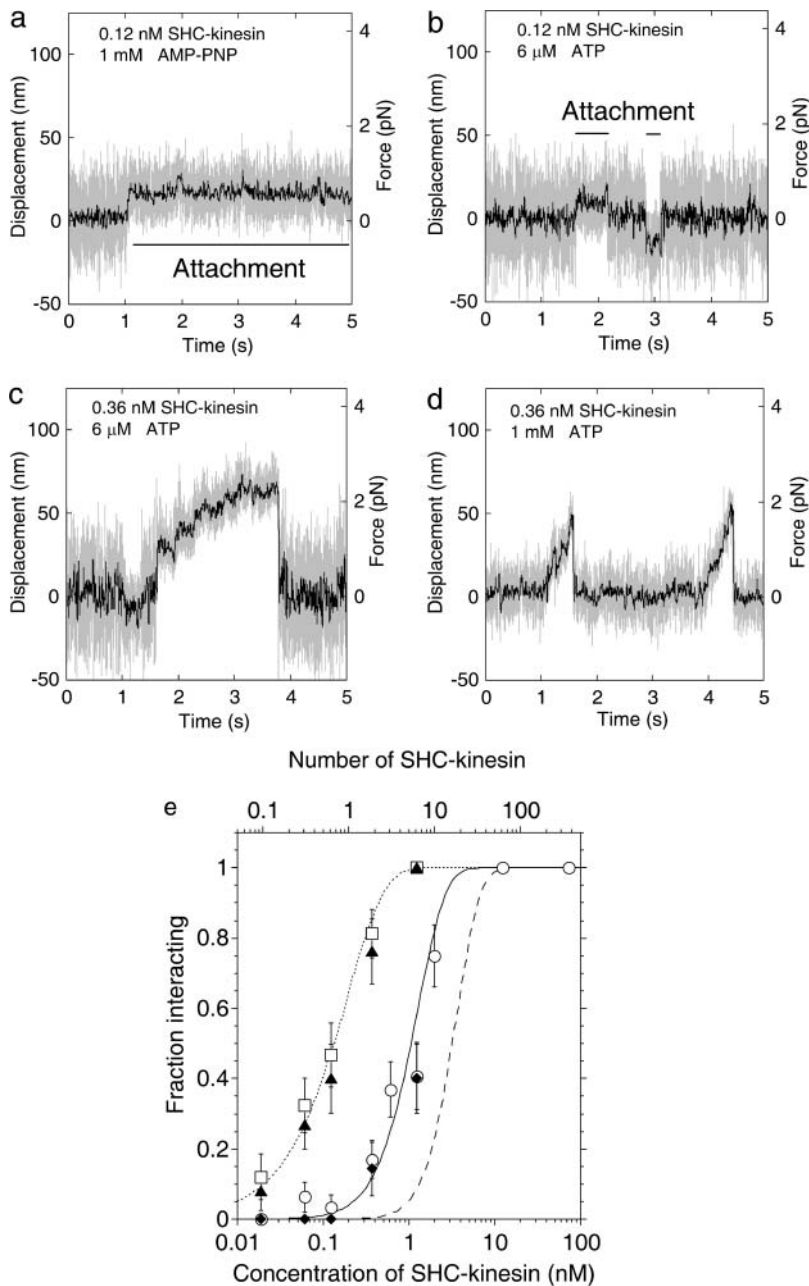 a
0.12 nM SHC-kinesin
1 mM AMP-PNP
Attachment
Displacement (nm)
100
50
0
-50
Force (pN)
4
2
0
0 1 2 3 4 5
Time (s)
b
0.12 nM SHC-kinesin
6 μM ATP
Attachment
Displacement (nm)
100
50
0
-50
Force (pN)
4
2
0
0 1 2 3 4 5
Time (s)
c
0.36 nM SHC-kinesin
6 μM ATP
Displacement (nm)
100
50
0
-50
Force (pN)
4
2
0
0 1 2 3 4 5
Time (s)
d
0.36 nM SHC-kinesin
1 mM ATP
Displacement (nm)
100
50
0
-50
Force (pN)
4
2
0
0 1 2 3 4 5
Time (s)
Number of SHC-kinesin
e
0.1 1 10 100
Fraction interacting
1
0.8
0.6
0.4
0.2
0
0.01 0.1 1 10 100
Concentration of SHC-kinesin (nM)